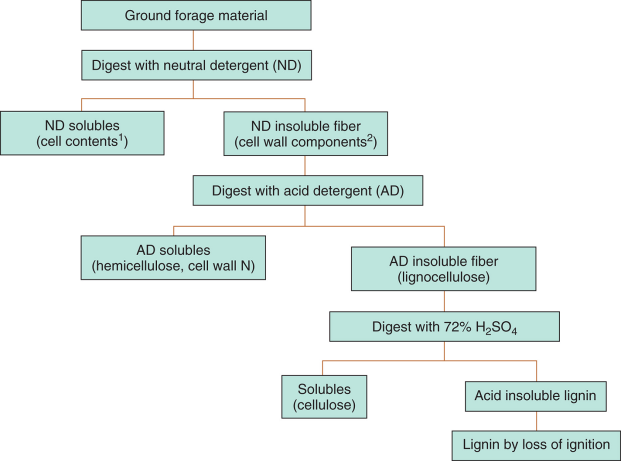 Ground forage material
Digest with neutral detergent (ND)
ND solubles
(cell contents¹)
ND insoluble fiber
(cell wall components²)
Digest with acid detergent (AD)
AD solubles
(hemicellulose, cell wall N)
AD insoluble fiber
(lignocellulose)
Digest with 72% H₂SO₄
Solubles
(cellulose)
Acid insoluble lignin
Lignin by loss of ignition